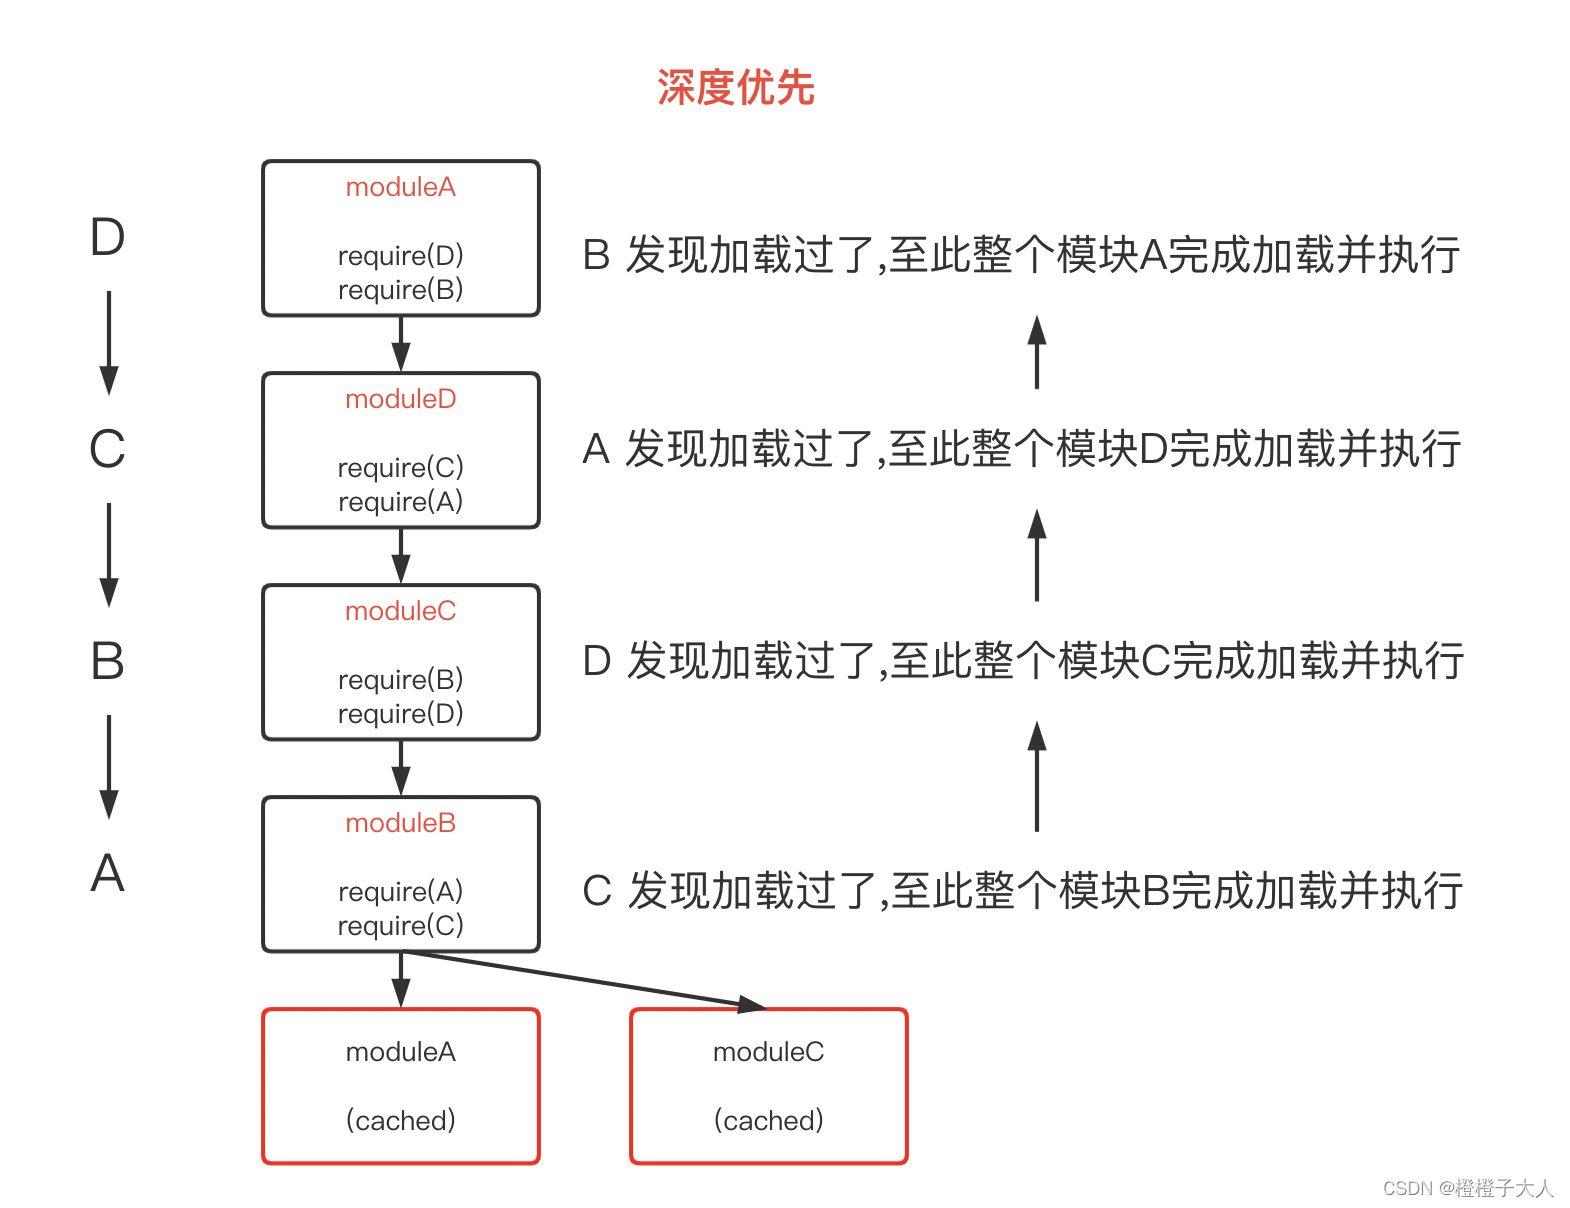 深度优先
D
moduleA
require(D)
require(B)
B 发现加载过了,至此整个模块A完成加载并执行
C
moduleD
require(C)
require(A)
A 发现加载过了,至此整个模块D完成加载并执行
B
moduleC
require(B)
require(D)
D 发现加载过了,至此整个模块C完成加载并执行
A
moduleB
require(A)
require(C)
C 发现加载过了,至此整个模块B完成加载并执行
moduleA
(cached)
moduleC
(cached)
CSDN @橙橙子大人